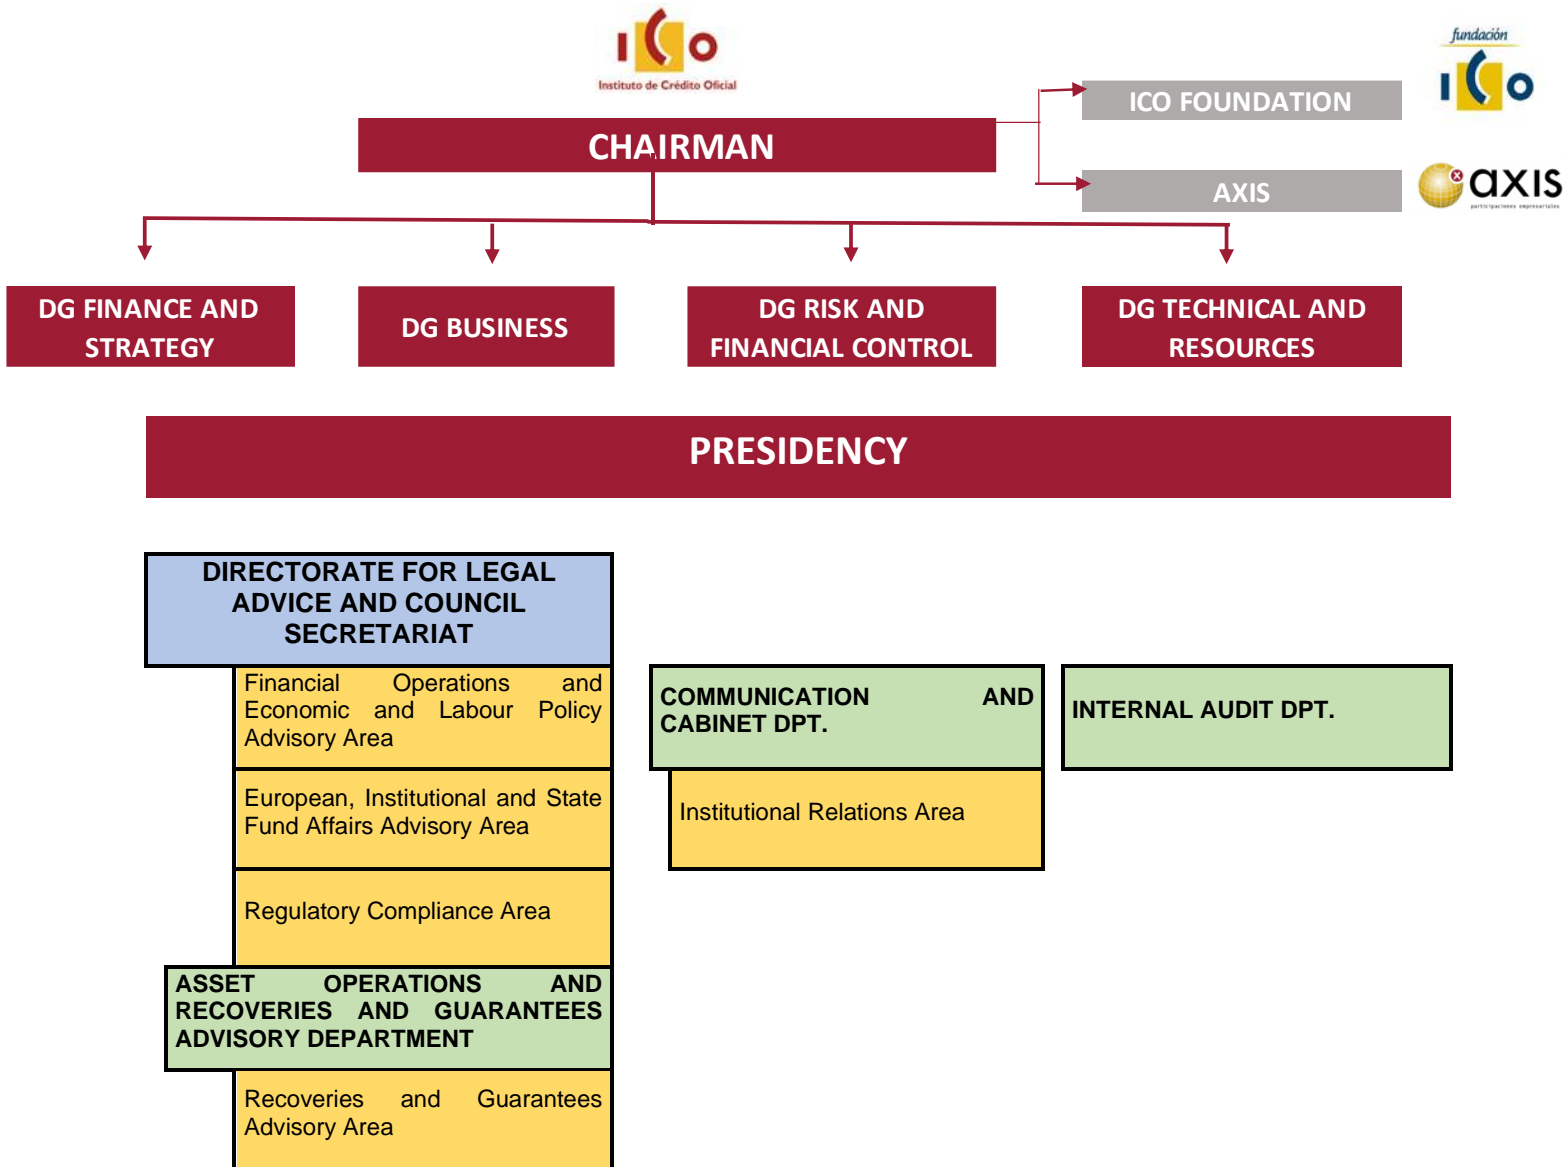 ICO
Instituto de Crédito Oficial
fundación
ICO
ICO FOUNDATION
CHAIRMAN
axis
participaciones empresariales
AXIS
DG FINANCE AND
STRATEGY
DG BUSINESS
DG RISK AND
FINANCIAL CONTROL
DG TECHNICAL AND
RESOURCES
PRESIDENCY
DIRECTORATE FOR LEGAL
ADVICE AND COUNCIL
SECRETARIAT
Financial Operations and
Economic and Labour Policy
Advisory Area
European, Institutional and State
Fund Affairs Advisory Area
Regulatory Compliance Area
ASSET OPERATIONS AND
RECOVERIES AND GUARANTEES
ADVISORY DEPARTMENT
Recoveries and Guarantees
Advisory Area
COMMUNICATION AND
CABINET DPT.
Institutional Relations Area
INTERNAL AUDIT DPT.